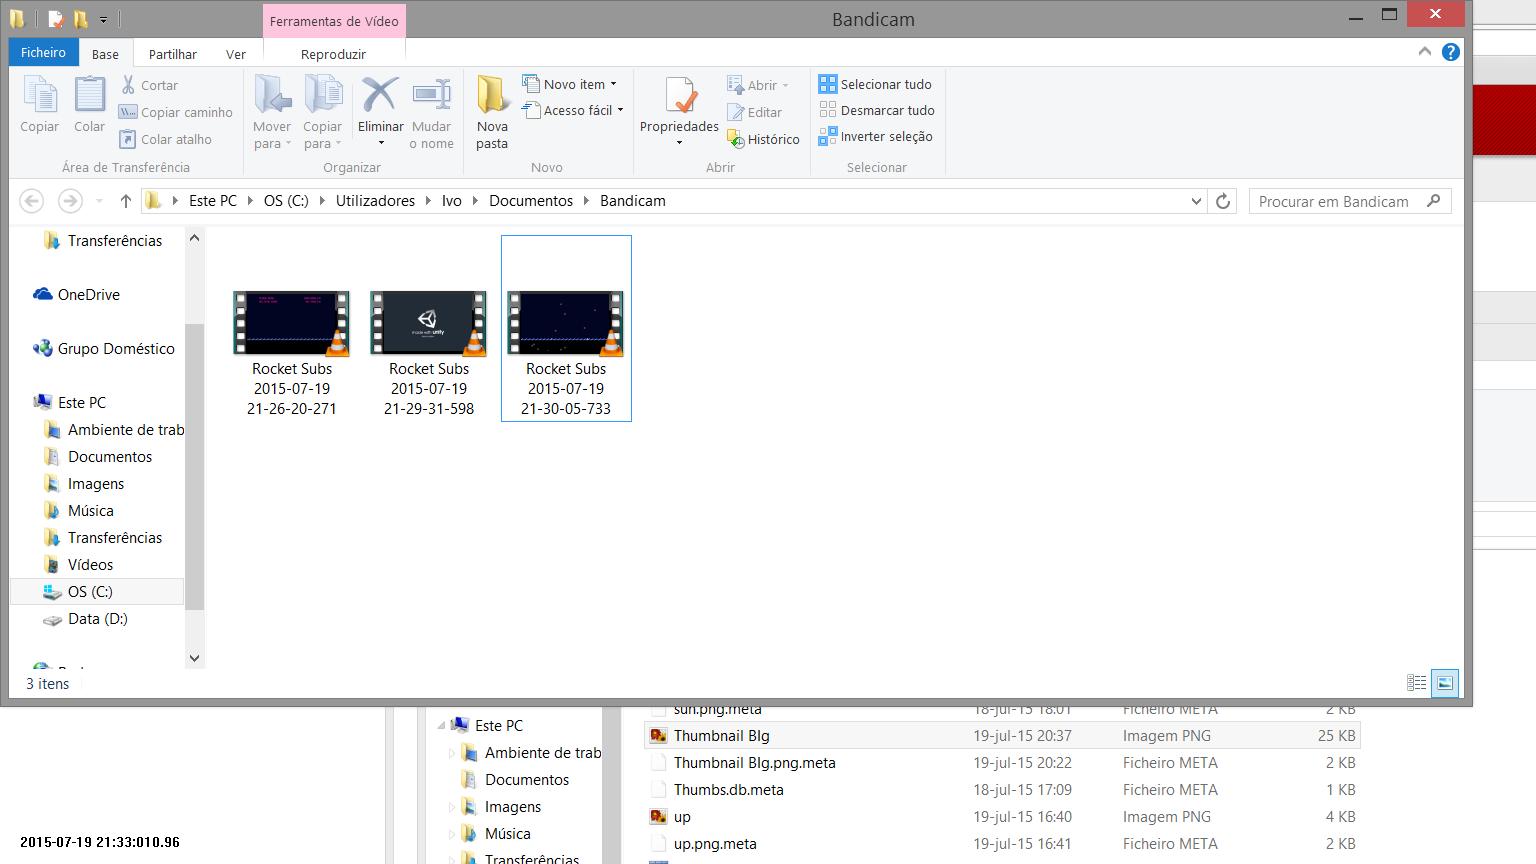 Ferramentas de Vídeo
Bandicam
Ficheiro
Base
Partilhar
Ver
Reproduzir
Copiar
Colar
Cortar
Copiar caminho
Colar atalho
Área de Transferência
Mover para
Copiar para
Eliminar
Mudar o nome
Organizar
Nova pasta
Novo item
Acesso fácil
Novo
Propriedades
Abrir
Editar
Histórico
Abrir
Selecionar tudo
Desmarcar tudo
Inverter seleção
Selecionar
Este PC
OS (C:)
Utilizadores
Ivo
Documentos
Bandicam
Procurar em Bandicam
Transferências
OneDrive
Grupo Doméstico
Este PC
Ambiente de trab
Documentos
Imagens
Música
Transferências
Vídeos
OS (C:)
Data (D:)
made with unity
Rocket Subs
2015-07-19
21-26-20-271
Rocket Subs
2015-07-19
21-29-31-598
Rocket Subs
2015-07-19
21-30-05-733
3 itens
Este PC
Ambiente de trab
Documentos
Imagens
Música
Transferências
sun.png.meta 18-jul-15 18:01 Ficheiro META 2 KB
Thumbnail BIg 19-jul-15 20:37 Imagem PNG 25 KB
Thumbnail BIg.png.meta 19-jul-15 20:22 Ficheiro META 2 KB
Thumbs.db.meta 18-jul-15 17:09 Ficheiro META 1 KB
up 19-jul-15 16:40 Imagem PNG 4 KB
up.png.meta 19-jul-15 16:41 Ficheiro META 2 KB
2015-07-19 21:33:010.96